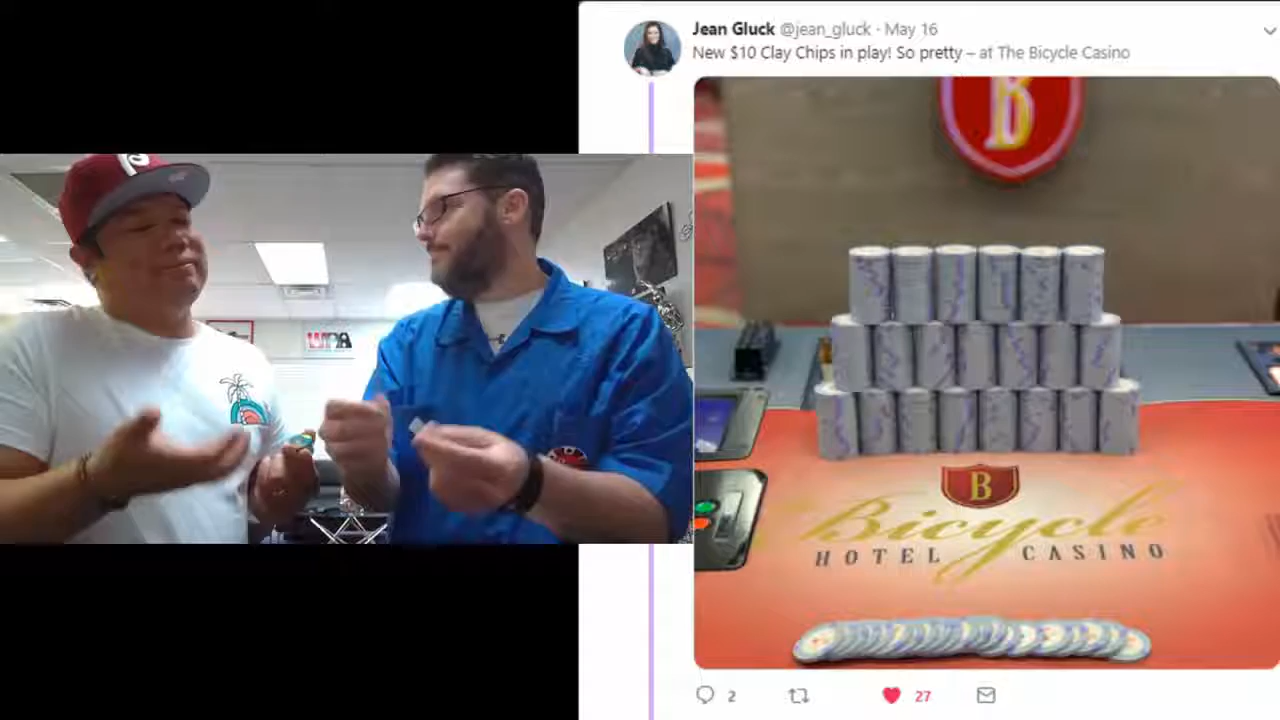 Jean Gluck @jean_gluck · May 16
New $10 Clay Chips in play! So pretty – at The Bicycle Casino
B
P
WPA
B
Bicycle
HOTEL CASINO
2
27